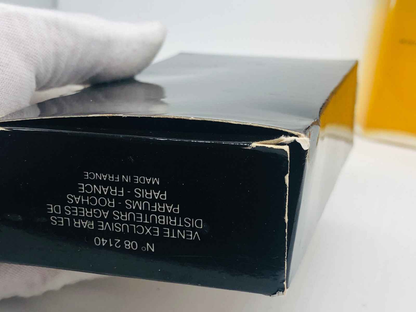 N° 08 2140
VENTE EXCLUSIVE PAR LES
DISTRIBUTEURS AGREES DE
PARFUMS - ROCHAS
PARIS - FRANCE
MADE IN FRANCE